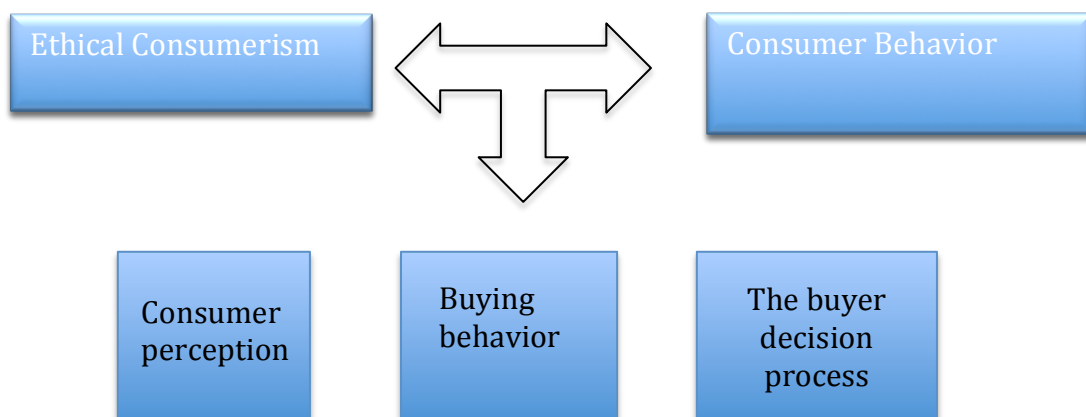 Ethical Consumerism
Consumer Behavior
Consumer
perception
Buying
behavior
The buyer
decision
process